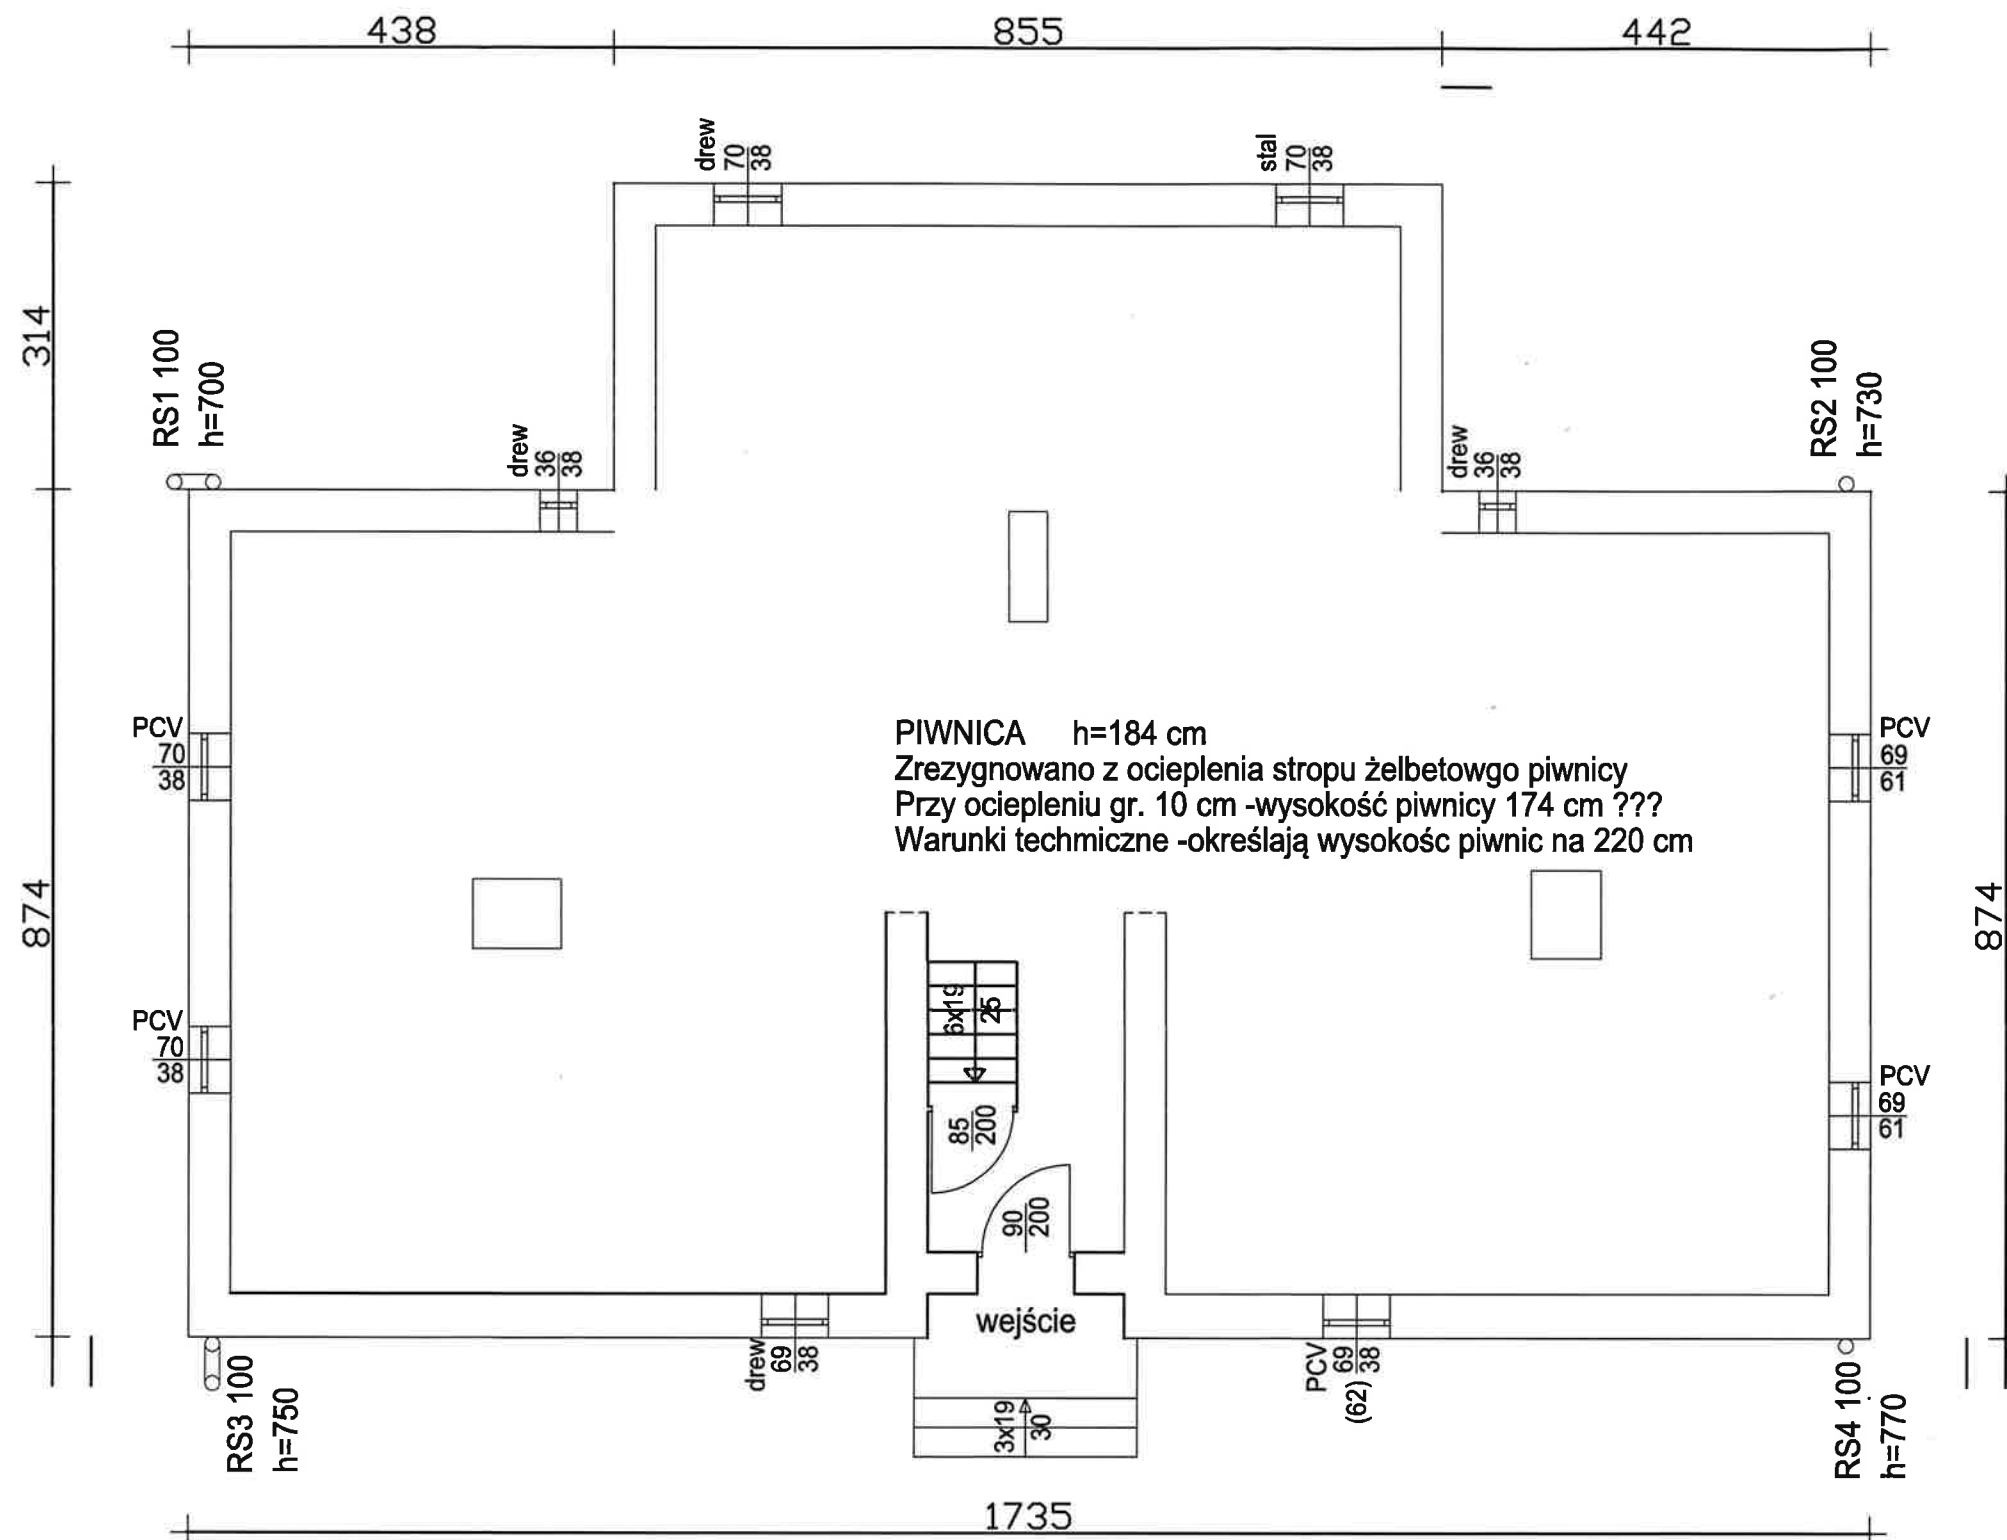 438
855
442
drew
70
38
stal
70
38
314
RS1 100
h=700
RS2 100
h=730
drew
36
38
drew
36
38
PCV
70
38
PCV
69
61
PIWNICA h=184 cm
Zrezygnowano z ocieplenia stropu żelbetowgo piwnicy
Przy ociepleniu gr. 10 cm -wysokość piwnicy 174 cm ???
Warunki techmiczne -określają wysokośc piwnic na 220 cm
874
874
6x19
25
PCV
70
38
PCV
69
61
85
200
90
200
wejście
drew
69
38
PCV
69
38
(62)
RS3 100
h=750
3x19
30
RS4 100
h=770
1735